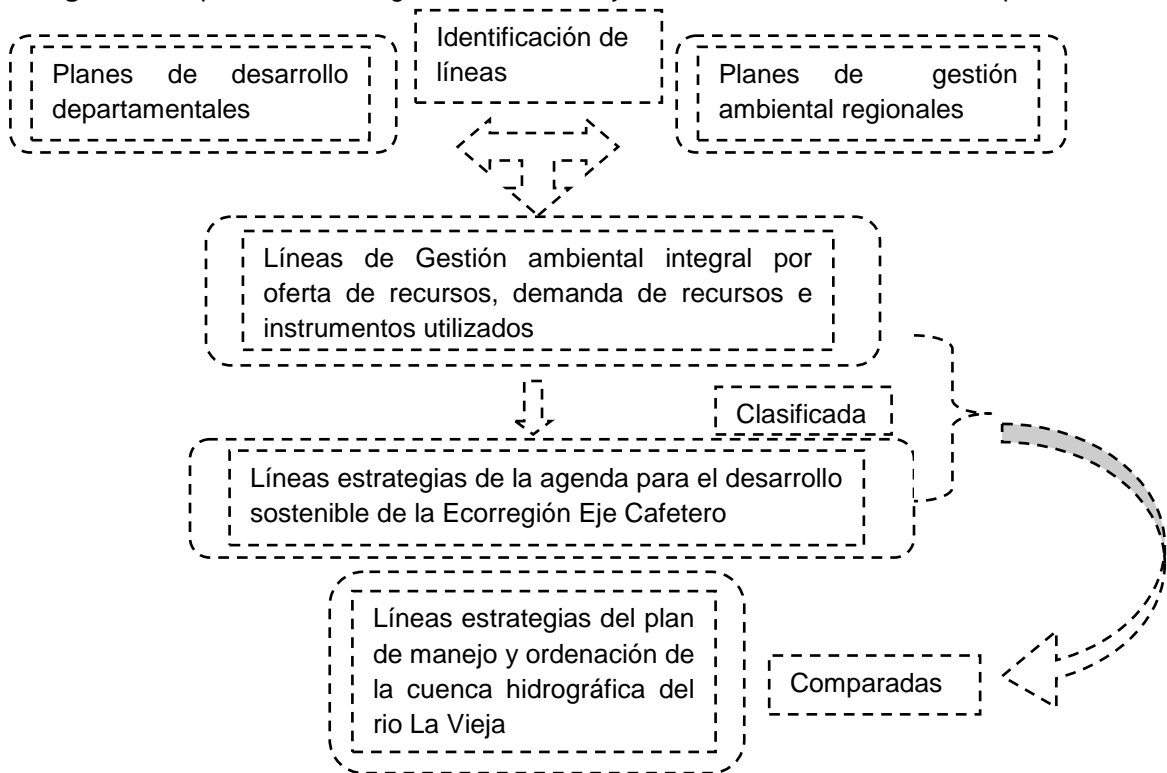 Identificación de
líneas
Planes de desarrollo
departamentales
Planes de gestión
ambiental regionales
Líneas de Gestión ambiental integral por
oferta de recursos, demanda de recursos e
instrumentos utilizados
Clasificada
Líneas estrategias de la agenda para el desarrollo
sostenible de la Ecorregión Eje Cafetero
Líneas estrategias del plan
de manejo y ordenación de
la cuenca hidrográfica del
rio La Vieja
Comparadas